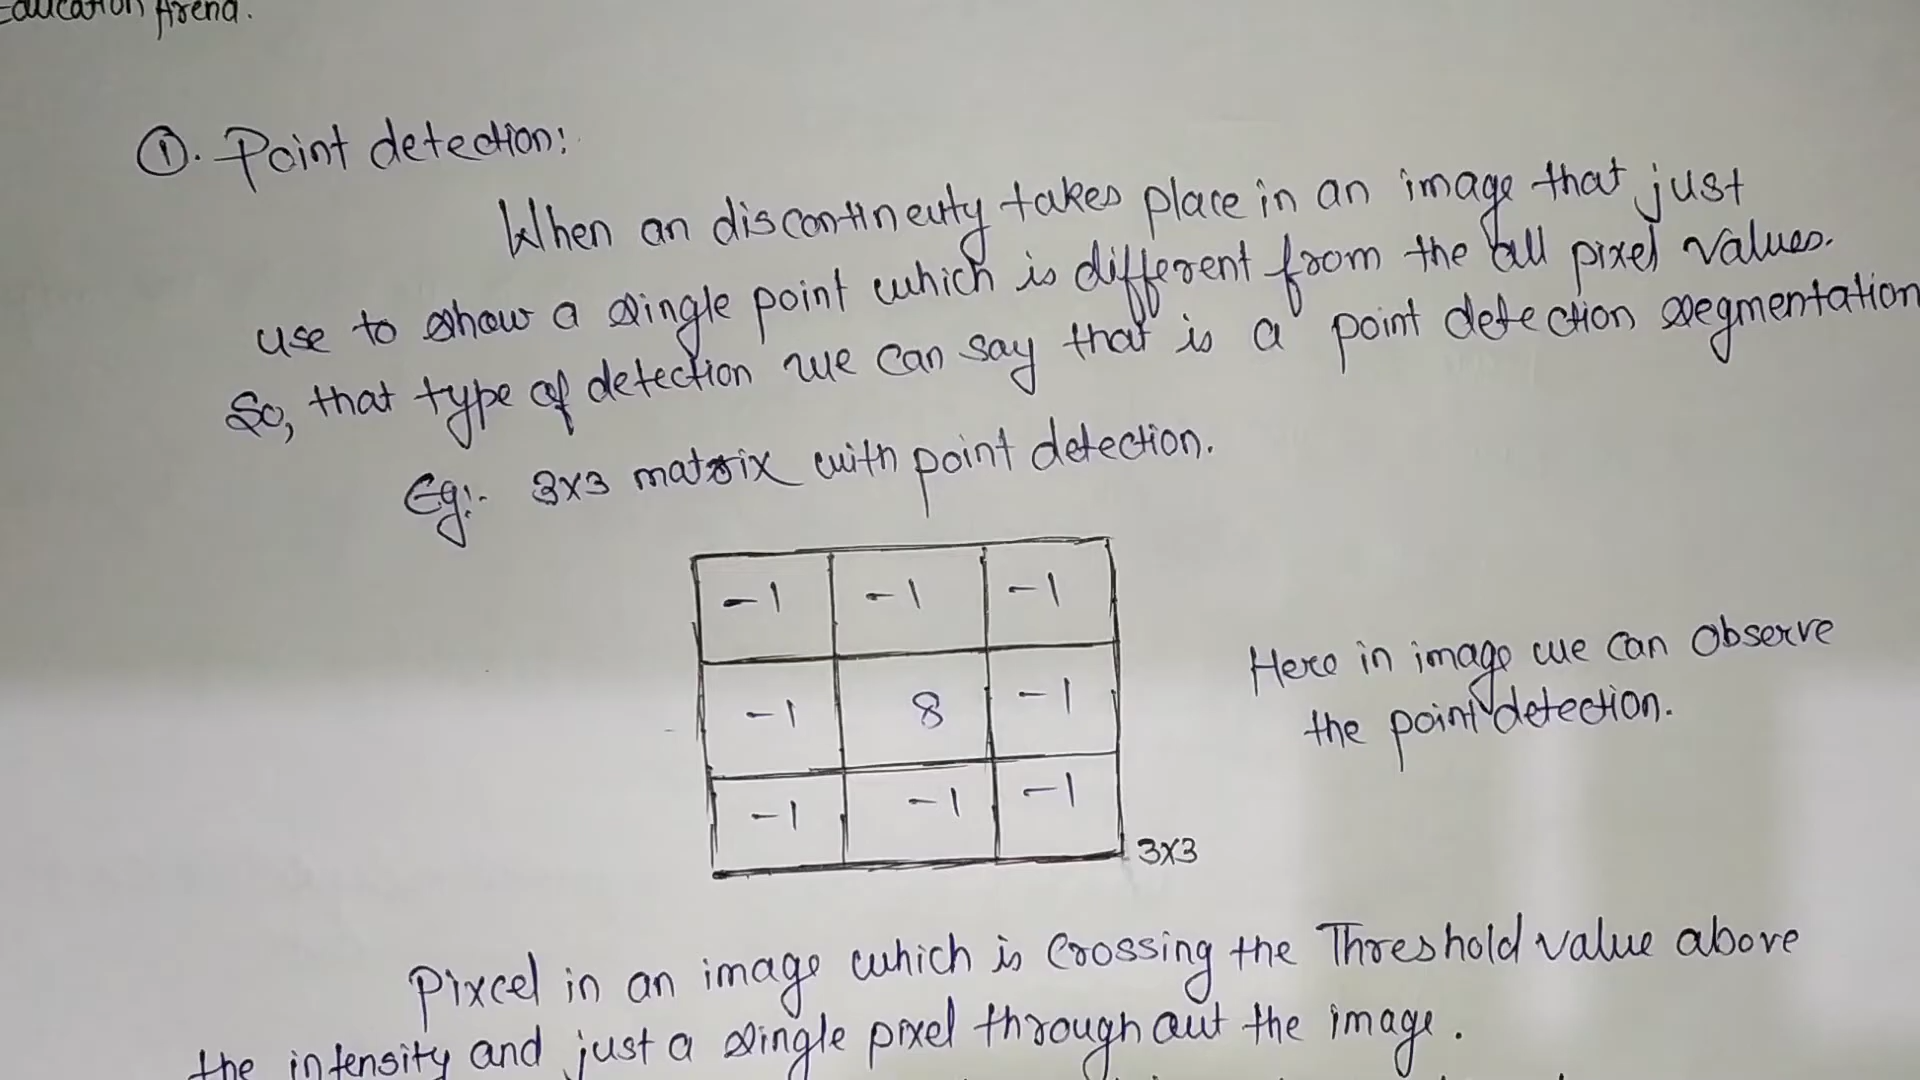 Education Arena.
①. Point detection:
When an discontineuty takes place in an image that just
use to show a single point which is different from the all pixel values.
So, that type of detection we can say that is a point detection segmentation
Eg:- 3x3 matrix with point detection.
-1 -1 -1
-1 8 -1
-1 -1 -1
3x3
Here in image we can Observe
the point detection.
Pixcel in an image which is Crossing the Threshold value above
the intensity and just a single pixel throughout the image.